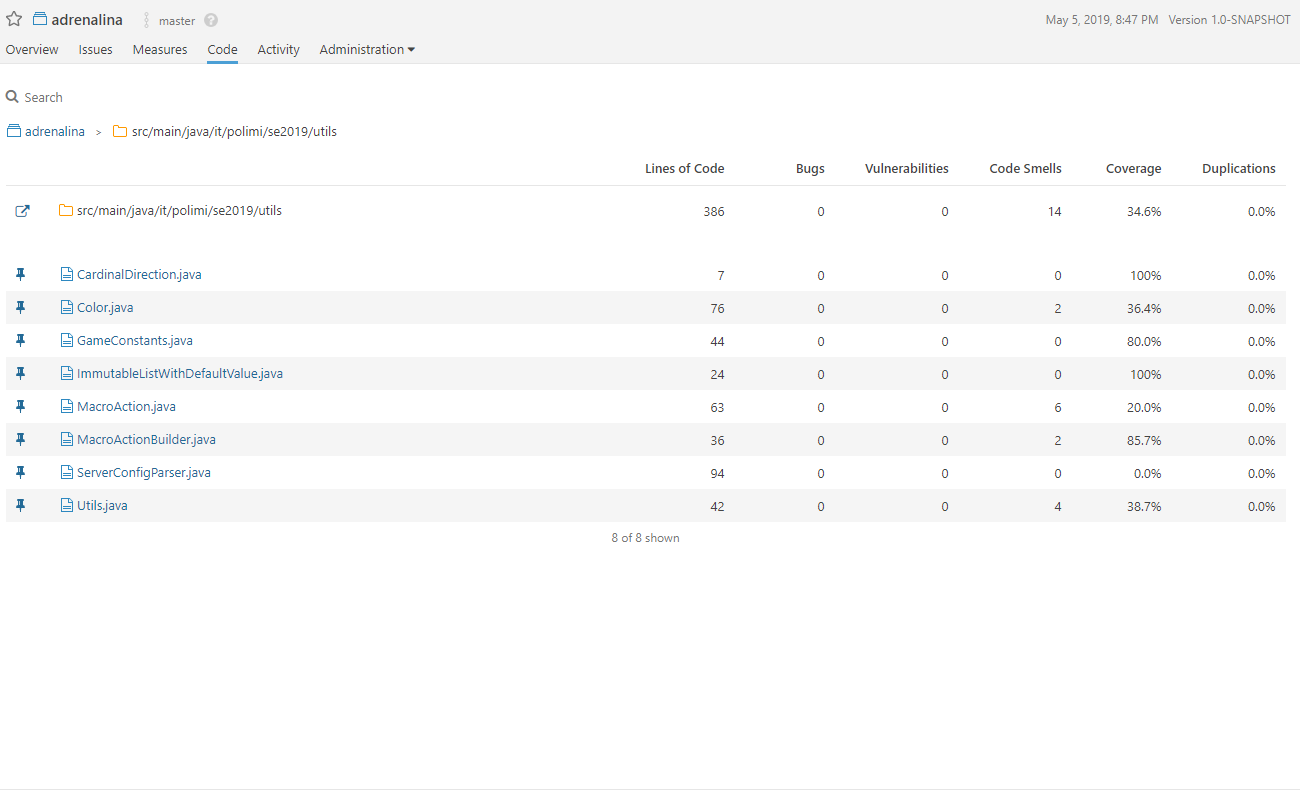 adrenalina master ? May 5, 2019, 8:47 PM Version 1.0-SNAPSHOT
Overview Issues Measures Code Activity Administration
Search
adrenalina > src/main/java/it/polimi/se2019/utils
Lines of Code Bugs Vulnerabilities Code Smells Coverage Duplications
src/main/java/it/polimi/se2019/utils 386 0 0 14 34.6% 0.0%
CardinalDirection.java 7 0 0 0 100% 0.0%
Color.java 76 0 0 2 36.4% 0.0%
GameConstants.java 44 0 0 0 80.0% 0.0%
ImmutableListWithDefaultValue.java 24 0 0 0 100% 0.0%
MacroAction.java 63 0 0 6 20.0% 0.0%
MacroActionBuilder.java 36 0 0 2 85.7% 0.0%
ServerConfigParser.java 94 0 0 0 0.0% 0.0%
Utils.java 42 0 0 4 38.7% 0.0%
8 of 8 shown